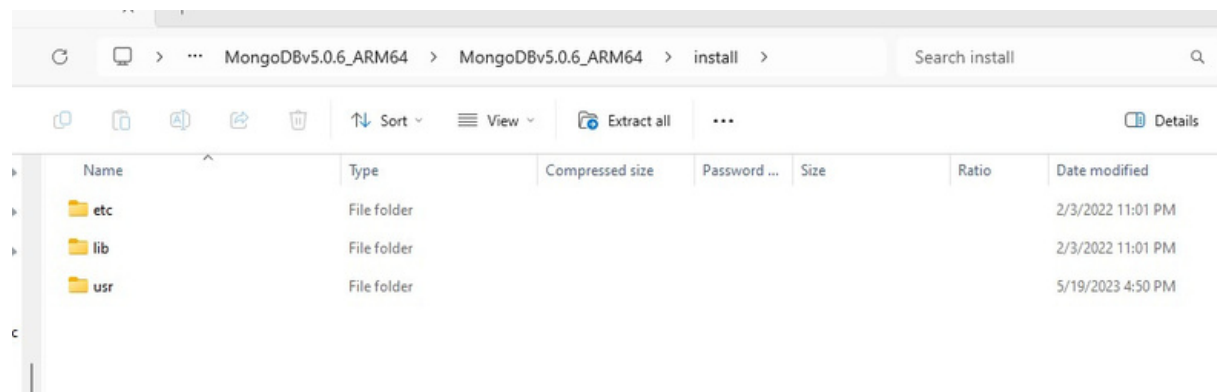 MongoDBv5.0.6_ARM64 > MongoDBv5.0.6_ARM64 > install > Search install
Sort View Extract all ... Details
Name Type Compressed size Password ... Size Ratio Date modified
etc File folder 2/3/2022 11:01 PM
lib File folder 2/3/2022 11:01 PM
usr File folder 5/19/2023 4:50 PM
c